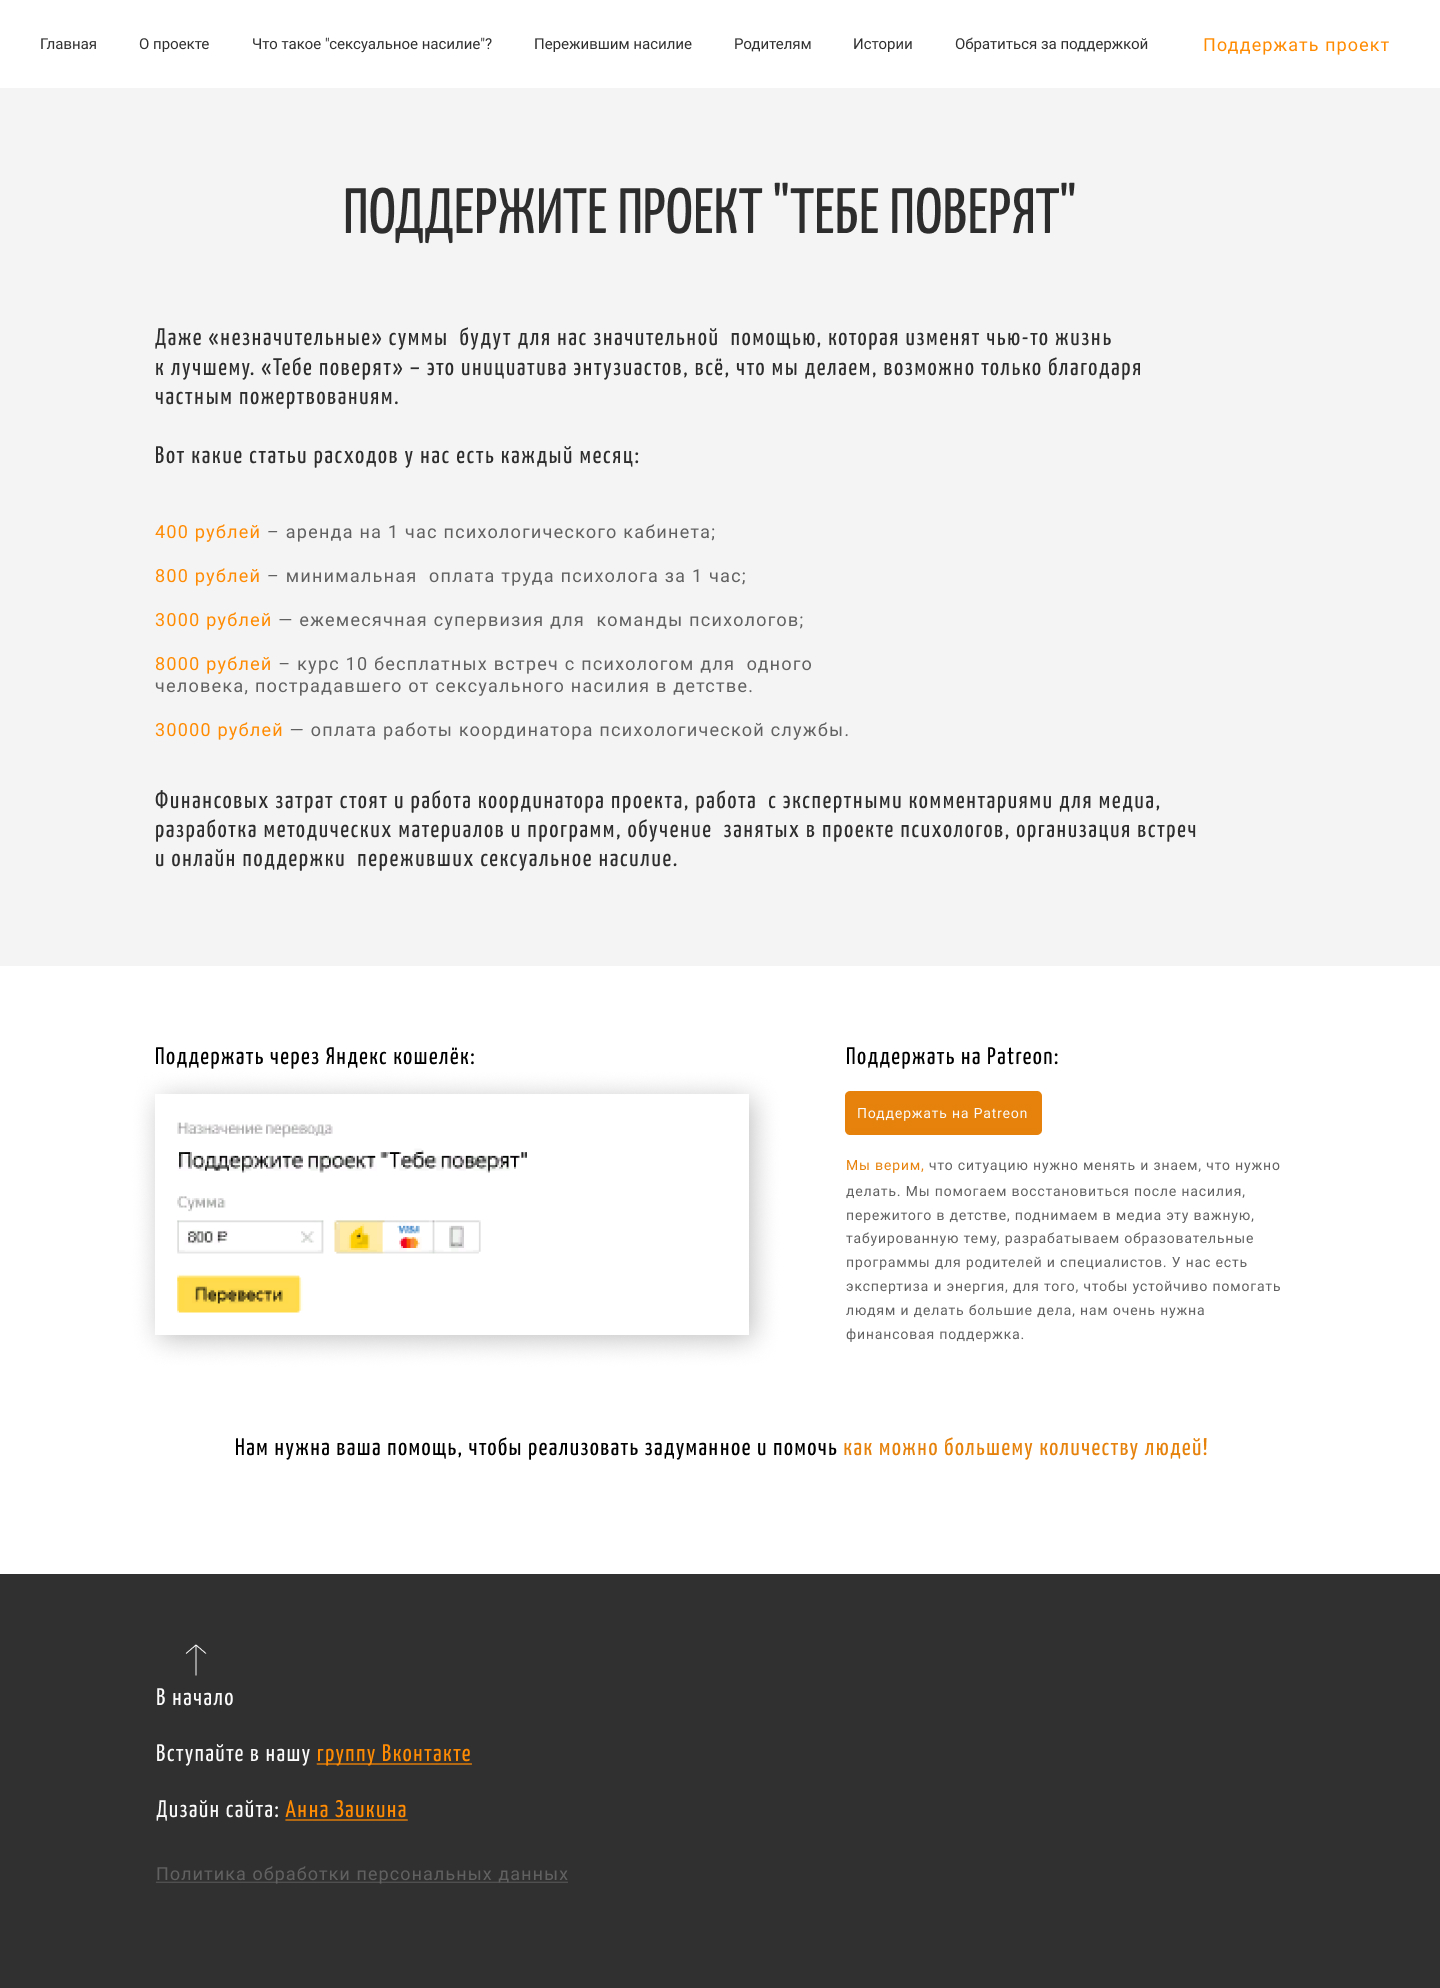 Главная О проекте Что такое "сексуальное насилие"? Пережившим насилие Родителям Истории Обратиться за поддержкой Поддержать проект
ПОДДЕРЖИТЕ ПРОЕКТ "ТЕБЕ ПОВЕРЯТ"
Даже «незначительные» суммы будут для нас значительной помощью, которая изменят чью-то жизнь
к лучшему. «Тебе поверят» – это инициатива энтузиастов, всё, что мы делаем, возможно только благодаря
частным пожертвованиям.
Вот какие статьи расходов у нас есть каждый месяц:
400 рублей – аренда на 1 час психологического кабинета;
800 рублей – минимальная оплата труда психолога за 1 час;
3000 рублей — ежемесячная супервизия для команды психологов;
8000 рублей – курс 10 бесплатных встреч с психологом для одного
человека, пострадавшего от сексуального насилия в детстве.
30000 рублей — оплата работы координатора психологической службы.
Финансовых затрат стоят и работа координатора проекта, работа с экспертными комментариями для медиа,
разработка методических материалов и программ, обучение занятых в проекте психологов, организация встреч
и онлайн поддержки переживших сексуальное насилие.
Поддержать через Яндекс кошелёк:
Назначение перевода
Поддержите проект "Тебе поверят"
Сумма
800 ₽
VISA
Перевести
Поддержать на Patreon:
Поддержать на Patreon
Мы верим, что ситуацию нужно менять и знаем, что нужно
делать. Мы помогаем восстановиться после насилия,
пережитого в детстве, поднимаем в медиа эту важную,
табуированную тему, разрабатываем образовательные
программы для родителей и специалистов. У нас есть
экспертиза и энергия, для того, чтобы устойчиво помогать
людям и делать большие дела, нам очень нужна
финансовая поддержка.
Нам нужна ваша помощь, чтобы реализовать задуманное и помочь как можно большему количеству людей!
В начало
Вступайте в нашу группу Вконтакте
Дизайн сайта: Анна Заикина
Политика обработки персональных данных